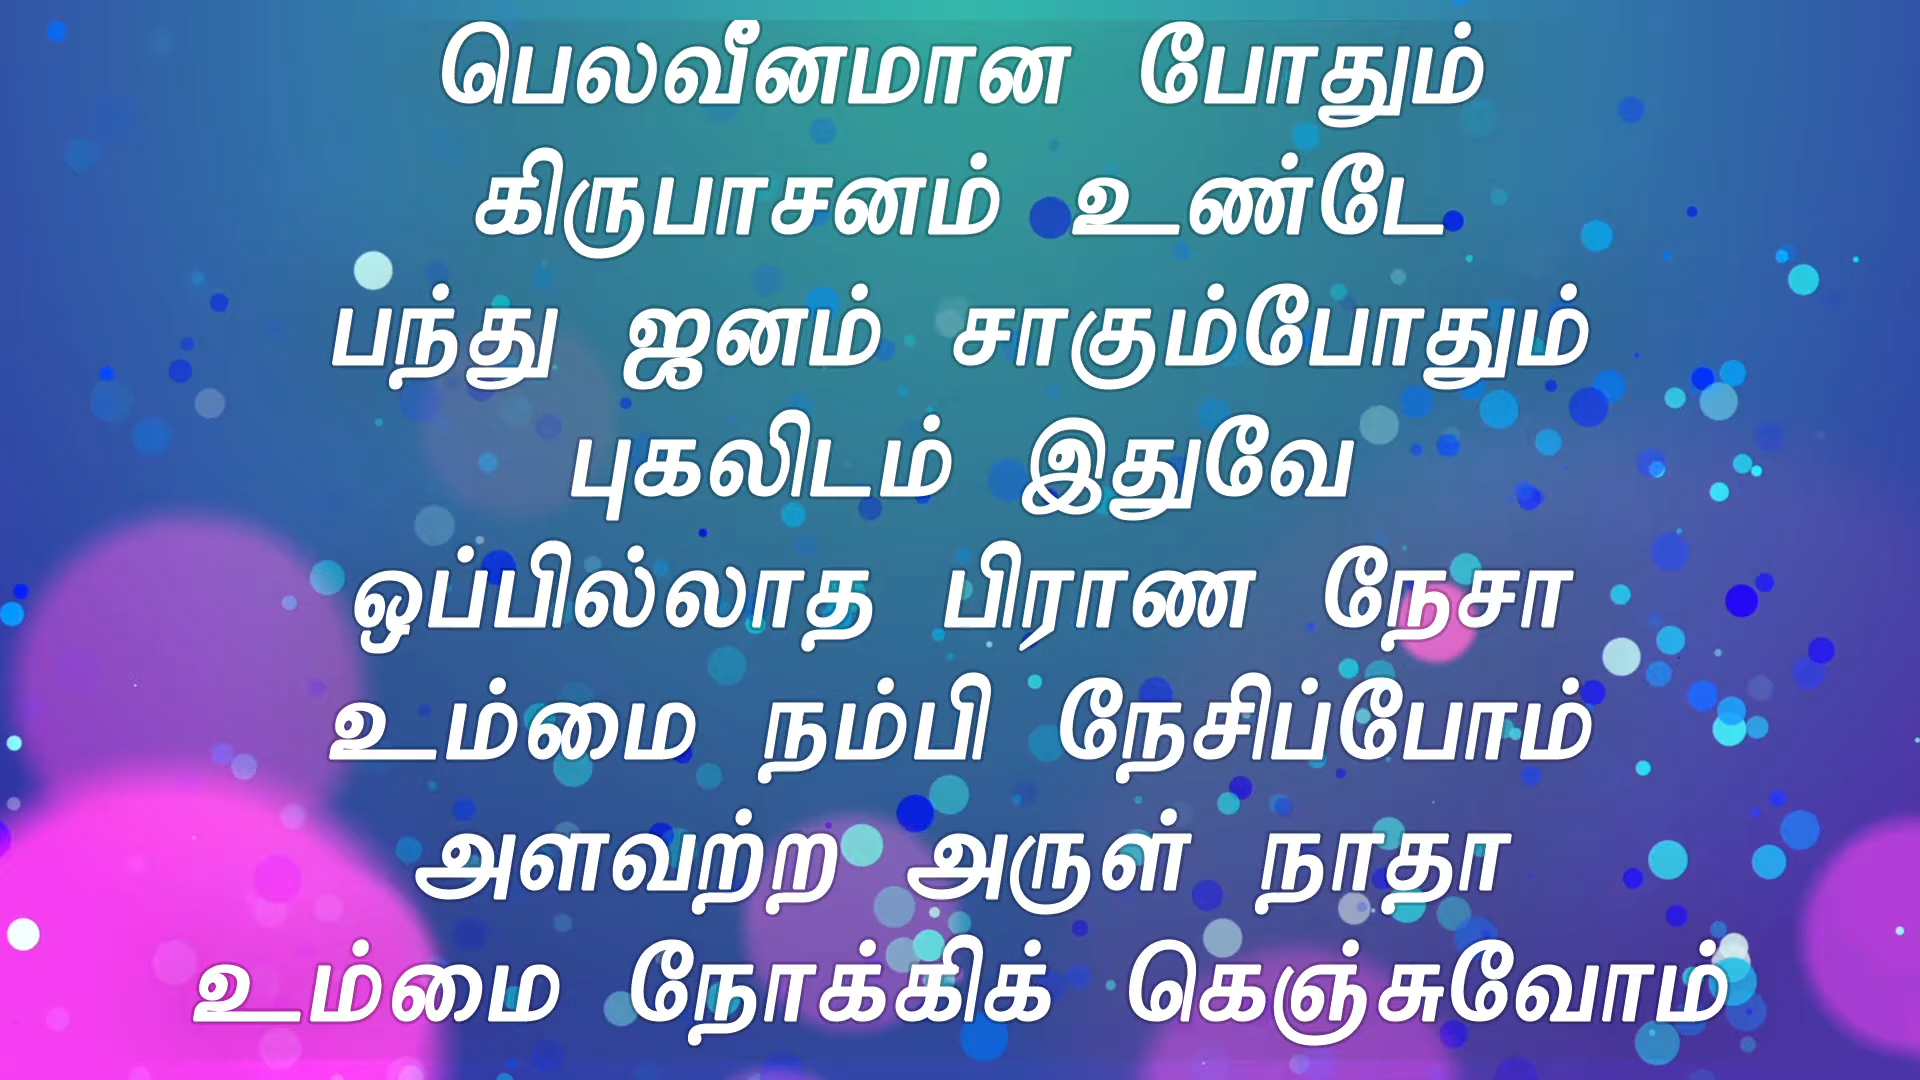 பெலவீனமான போதும்
கிருபாசனம் உண்டே
பந்து ஜனம் சாகும்போதும்
புகலிடம் இதுவே
ஒப்பில்லாத பிராண நேசா
உம்மை நம்பி நேசிப்போம்
அளவற்ற அருள் நாதா
உம்மை நோக்கிக் கெஞ்சுவோம்